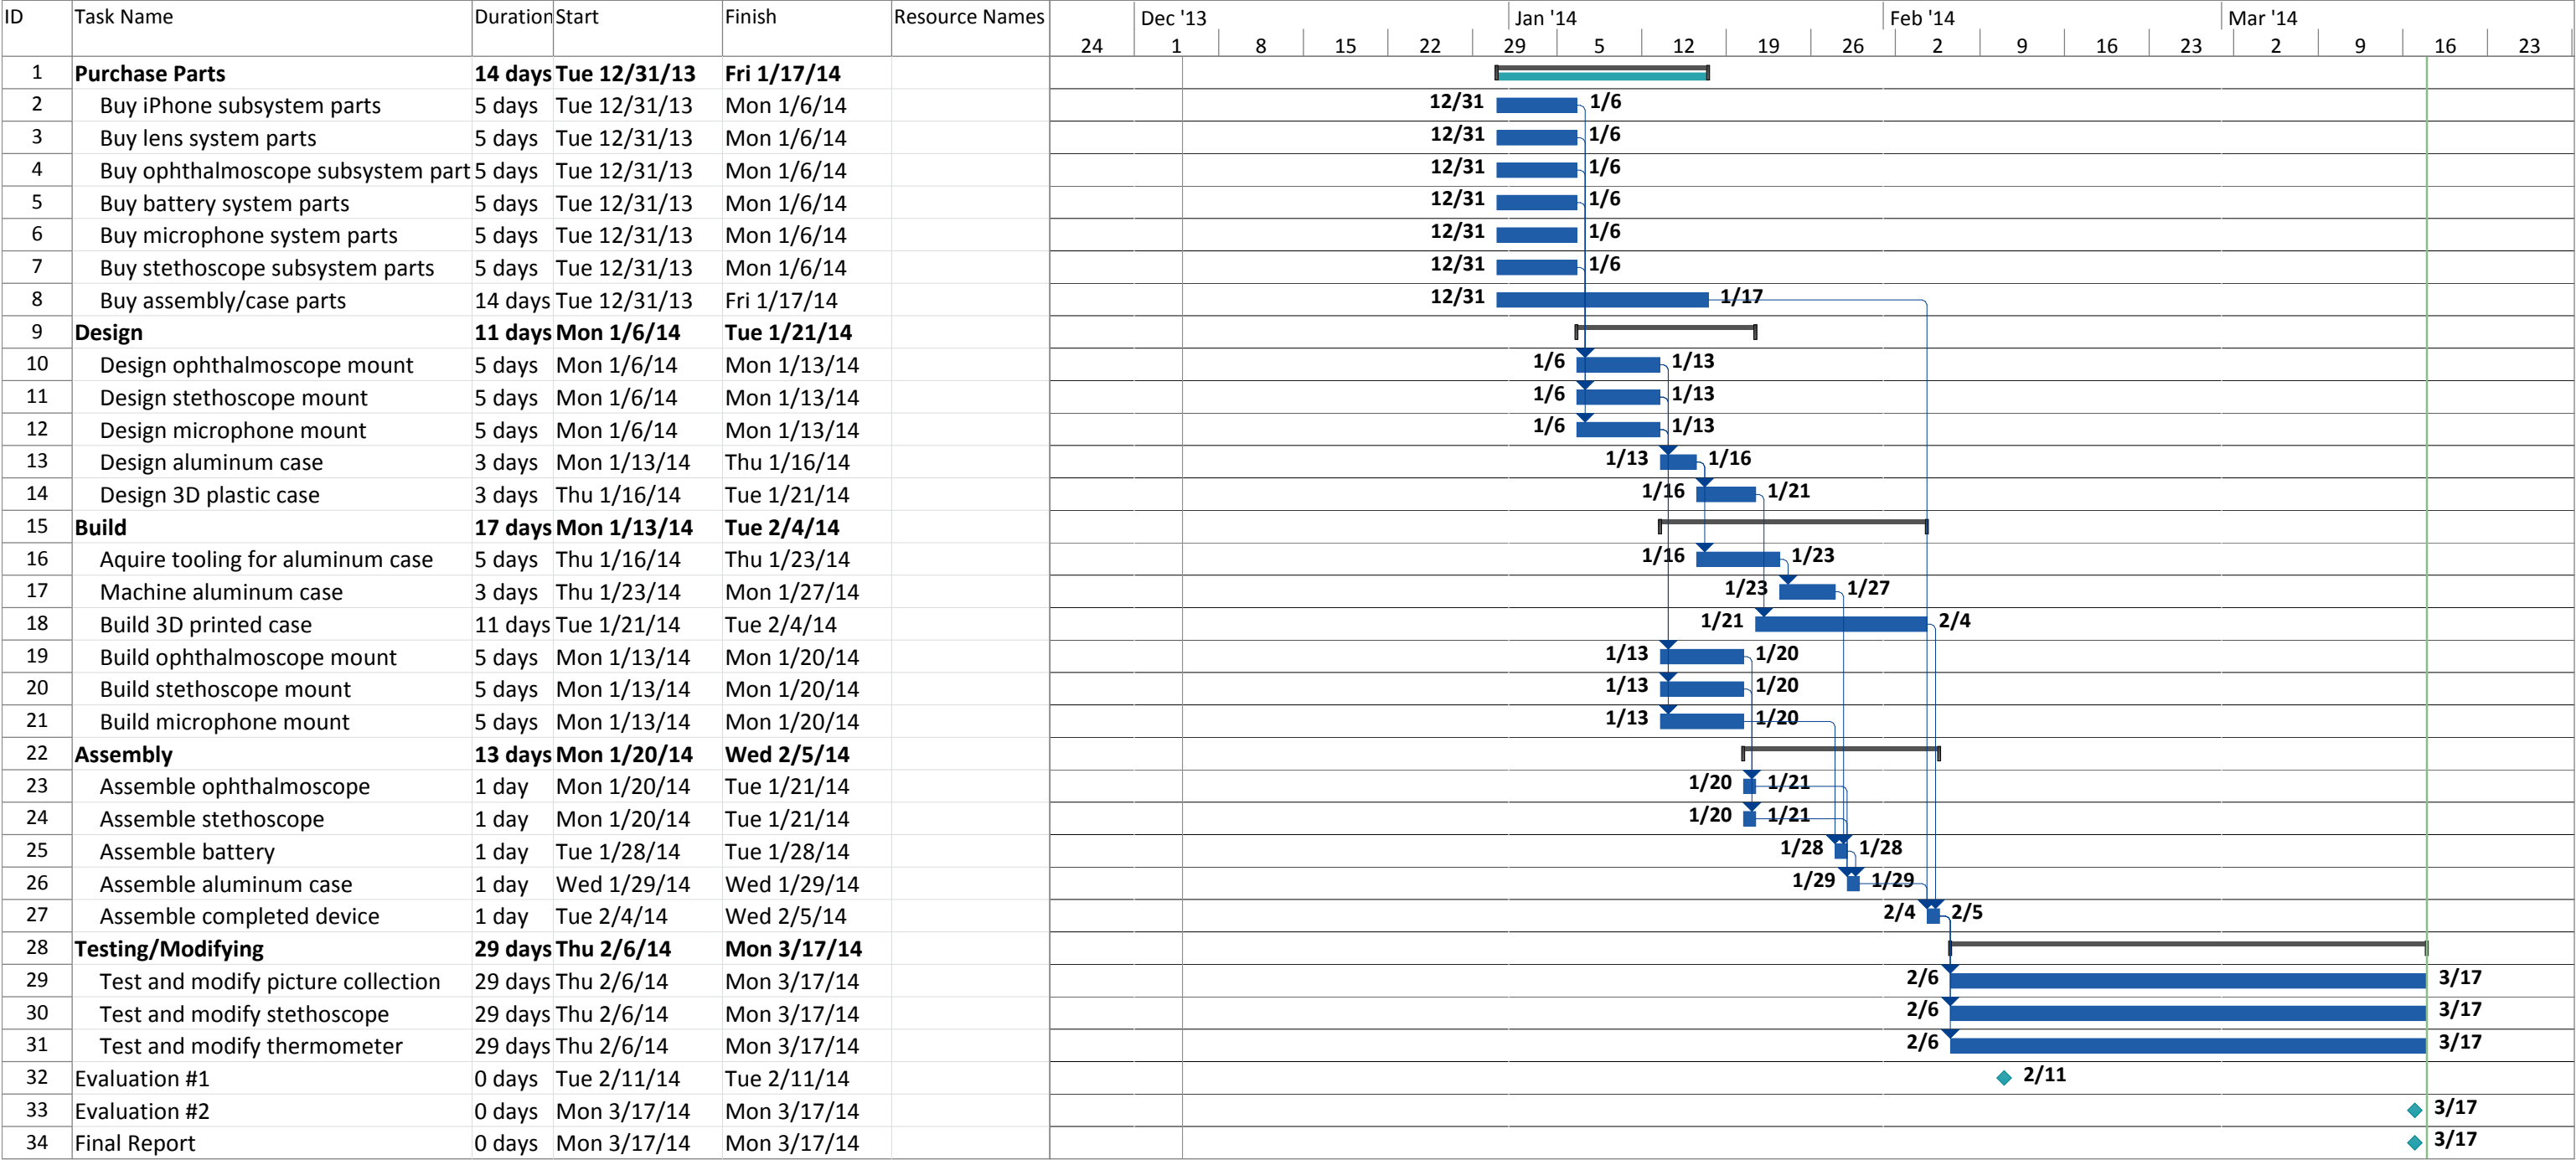 ID Task Name Duration Start Finish Resource Names Dec '13 Jan '14 Feb '14 Mar '14
24 1 8 15 22 29 5 12 19 26 2 9 16 23 2 9 16 23
1 Purchase Parts 14 days Tue 12/31/13 Fri 1/17/14
2 Buy iPhone subsystem parts 5 days Tue 12/31/13 Mon 1/6/14 12/31 1/6
3 Buy lens system parts 5 days Tue 12/31/13 Mon 1/6/14 12/31 1/6
4 Buy ophthalmoscope subsystem part 5 days Tue 12/31/13 Mon 1/6/14 12/31 1/6
5 Buy battery system parts 5 days Tue 12/31/13 Mon 1/6/14 12/31 1/6
6 Buy microphone system parts 5 days Tue 12/31/13 Mon 1/6/14 12/31 1/6
7 Buy stethoscope subsystem parts 5 days Tue 12/31/13 Mon 1/6/14 12/31 1/6
8 Buy assembly/case parts 14 days Tue 12/31/13 Fri 1/17/14 12/31 1/17
9 Design 11 days Mon 1/6/14 Tue 1/21/14
10 Design ophthalmoscope mount 5 days Mon 1/6/14 Mon 1/13/14 1/6 1/13
11 Design stethoscope mount 5 days Mon 1/6/14 Mon 1/13/14 1/6 1/13
12 Design microphone mount 5 days Mon 1/6/14 Mon 1/13/14 1/6 1/13
13 Design aluminum case 3 days Mon 1/13/14 Thu 1/16/14 1/13 1/16
14 Design 3D plastic case 3 days Thu 1/16/14 Tue 1/21/14 1/16 1/21
15 Build 17 days Mon 1/13/14 Tue 2/4/14
16 Aquire tooling for aluminum case 5 days Thu 1/16/14 Thu 1/23/14 1/16 1/23
17 Machine aluminum case 3 days Thu 1/23/14 Mon 1/27/14 1/23 1/27
18 Build 3D printed case 11 days Tue 1/21/14 Tue 2/4/14 1/21 2/4
19 Build ophthalmoscope mount 5 days Mon 1/13/14 Mon 1/20/14 1/13 1/20
20 Build stethoscope mount 5 days Mon 1/13/14 Mon 1/20/14 1/13 1/20
21 Build microphone mount 5 days Mon 1/13/14 Mon 1/20/14 1/13 1/20
22 Assembly 13 days Mon 1/20/14 Wed 2/5/14
23 Assemble ophthalmoscope 1 day Mon 1/20/14 Tue 1/21/14 1/20 1/21
24 Assemble stethoscope 1 day Mon 1/20/14 Tue 1/21/14 1/20 1/21
25 Assemble battery 1 day Tue 1/28/14 Tue 1/28/14 1/28 1/28
26 Assemble aluminum case 1 day Wed 1/29/14 Wed 1/29/14 1/29 1/29
27 Assemble completed device 1 day Tue 2/4/14 Wed 2/5/14 2/4 2/5
28 Testing/Modifying 29 days Thu 2/6/14 Mon 3/17/14
29 Test and modify picture collection 29 days Thu 2/6/14 Mon 3/17/14 2/6 3/17
30 Test and modify stethoscope 29 days Thu 2/6/14 Mon 3/17/14 2/6 3/17
31 Test and modify thermometer 29 days Thu 2/6/14 Mon 3/17/14 2/6 3/17
32 Evaluation #1 0 days Tue 2/11/14 Tue 2/11/14 2/11
33 Evaluation #2 0 days Mon 3/17/14 Mon 3/17/14 3/17
34 Final Report 0 days Mon 3/17/14 Mon 3/17/14 3/17